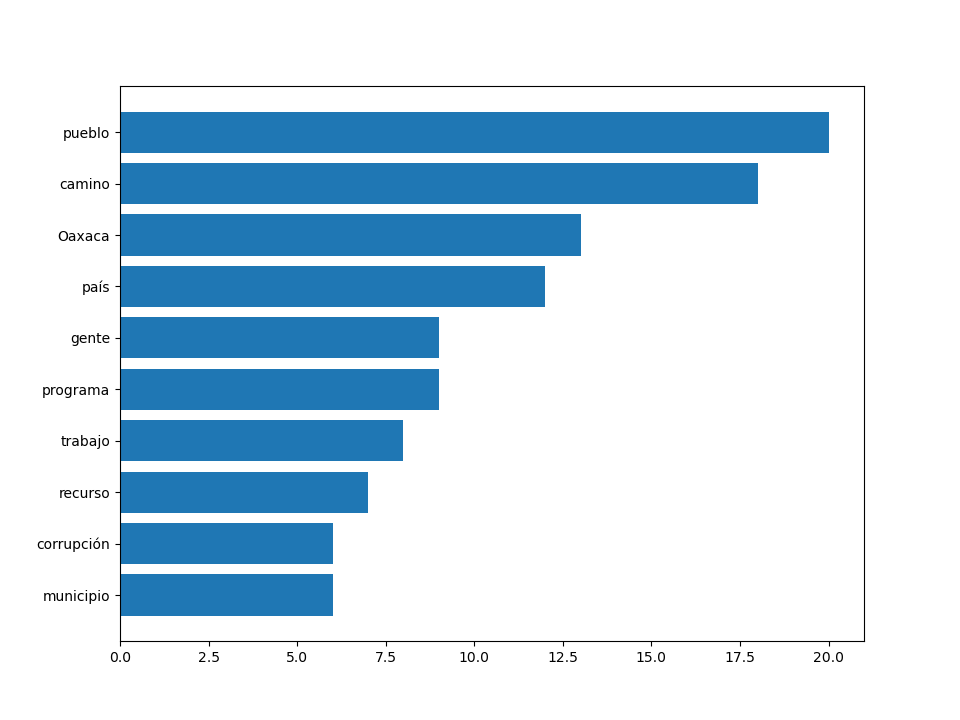 pueblo
camino
Oaxaca
país
gente
programa
trabajo
recurso
corrupción
municipio
0.0 2.5 5.0 7.5 10.0 12.5 15.0 17.5 20.0